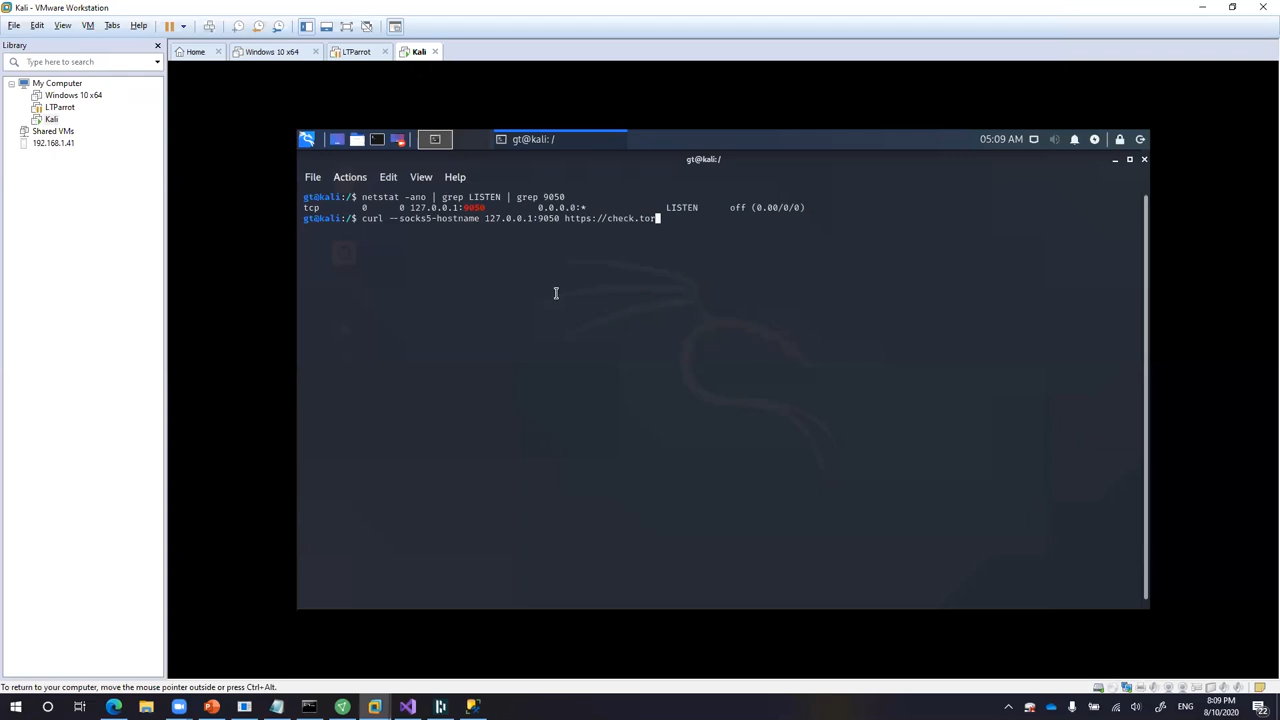 Kali - VMware Workstation
File Edit View VM Tabs Help
Library
Type here to search
My Computer
Windows 10 x64
LTParrot
Kali
Shared VMs
192.168.1.41
Home Windows 10 x64 LTParrot Kali
gt@kali: / 05:09 AM
gt@kali: /
File Actions Edit View Help
gt@kali:/$ netstat -ano | grep LISTEN | grep 9050
tcp 0 0 127.0.0.1:9050 0.0.0.0:* LISTEN off (0.00/0/0)
gt@kali:/$ curl --socks5-hostname 127.0.0.1:9050 https://check.tor
To return to your computer, move the mouse pointer outside or press Ctrl+Alt.
ENG 8:09 PM
8/10/2020
22